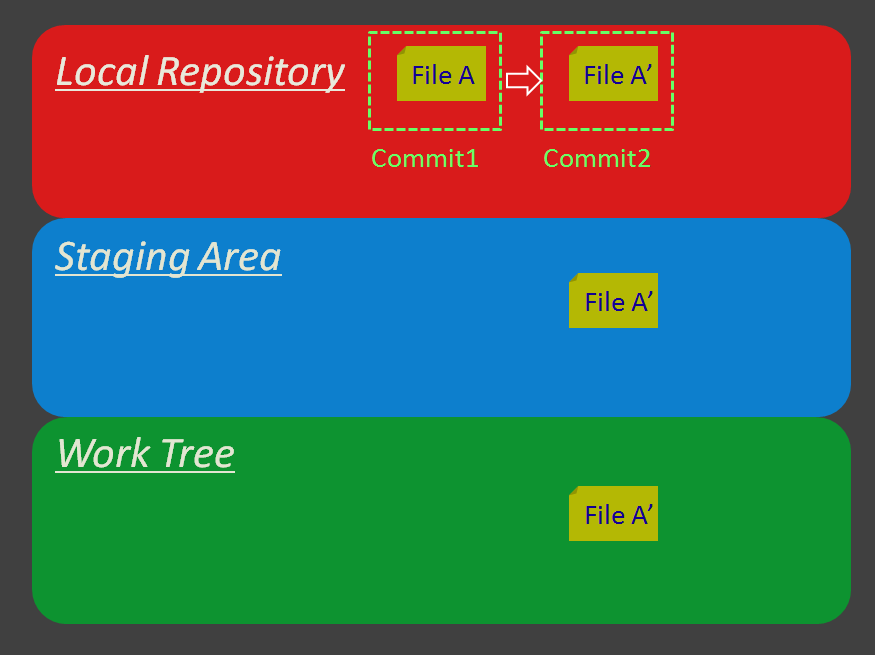 Local Repository
File A
File A’
Commit1
Commit2
Staging Area
File A’
Work Tree
File A’